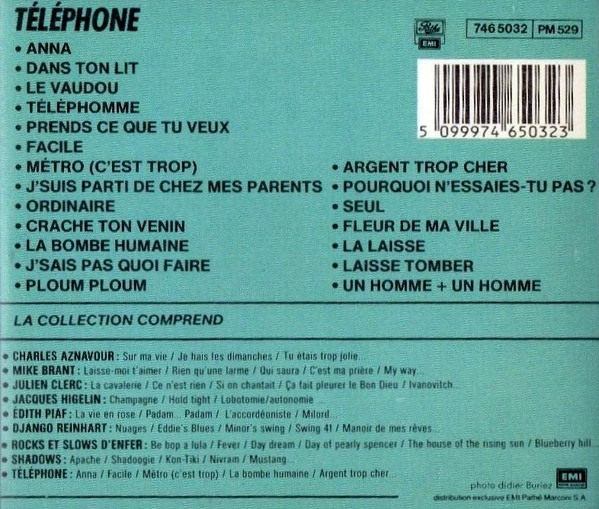 TÉLÉPHONE
Pathé
EMI
746 5032 PM 529
• ANNA
• DANS TON LIT
• LE VAUDOU
• TÉLÉPHOMME
• PRENDS CE QUE TU VEUX
• FACILE
• MÉTRO (C'EST TROP)
• J'SUIS PARTI DE CHEZ MES PARENTS
• ORDINAIRE
• CRACHE TON VENIN
• LA BOMBE HUMAINE
• J'SAIS PAS QUOI FAIRE
• PLOUM PLOUM
5 099974 650323
• ARGENT TROP CHER
• POURQUOI N'ESSAIES-TU PAS ?
• SEUL
• FLEUR DE MA VILLE
• LA LAISSE
• LAISSE TOMBER
• UN HOMME + UN HOMME
LA COLLECTION COMPREND
• CHARLES AZNAVOUR : Sur ma vie / Je hais les dimanches / Tu étais trop jolie...
• MIKE BRANT : Laisse-moi t'aimer / Rien qu'une larme / Qui saura / C'est ma prière / My way...
• JULIEN CLERC : La cavalerie / Ce n'est rien / Si on chantait / Ça fait pleurer le Bon Dieu / Ivanovitch...
• JACQUES HIGELIN : Champagne / Hold tight / Lobotomie/autonomie ...
• ÉDITH PIAF : La vie en rose / Padam... Padam / L'accordéoniste / Milord...
• DJANGO REINHART : Nuages / Eddie's Blues / Minor's swing / Swing 41 / Manoir de mes rêves...
• ROCKS ET SLOWS D'ENFER : Be bop a lula / Fever / Day dream / Day of pearly spencer / The house of the rising sun / Blueberry hill...
• SHADOWS : Apache / Shadoogie / Kon-Tiki / Nivram / Mustang...
• TÉLÉPHONE : Anna / Facile / Métro (c'est trop) / La bombe humaine / Argent trop cher...
photo didier Buriez
EMI
distribution exclusive EMI Pathé Marconi S.A